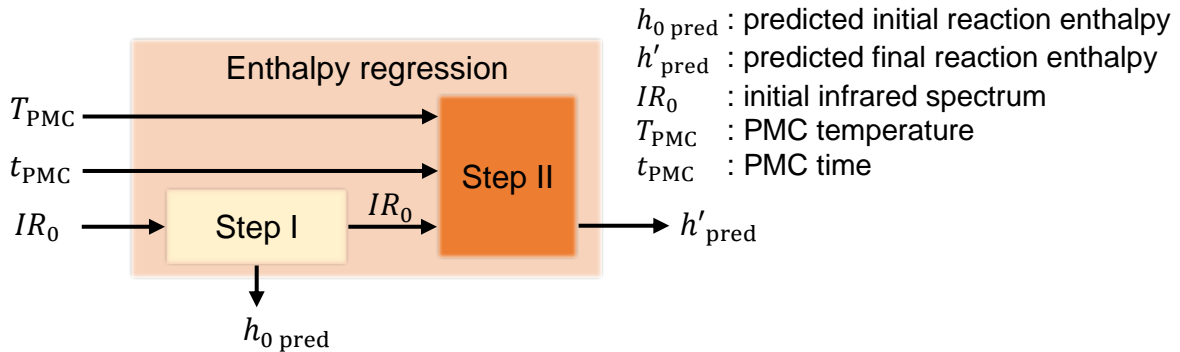 Enthalpy regression
T_PMC
t_PMC
IR_0
Step I
IR_0
Step II
h_0 pred
h′_pred
h_0 pred : predicted initial reaction enthalpy
h′_pred : predicted final reaction enthalpy
IR_0 : initial infrared spectrum
T_PMC : PMC temperature
t_PMC : PMC time